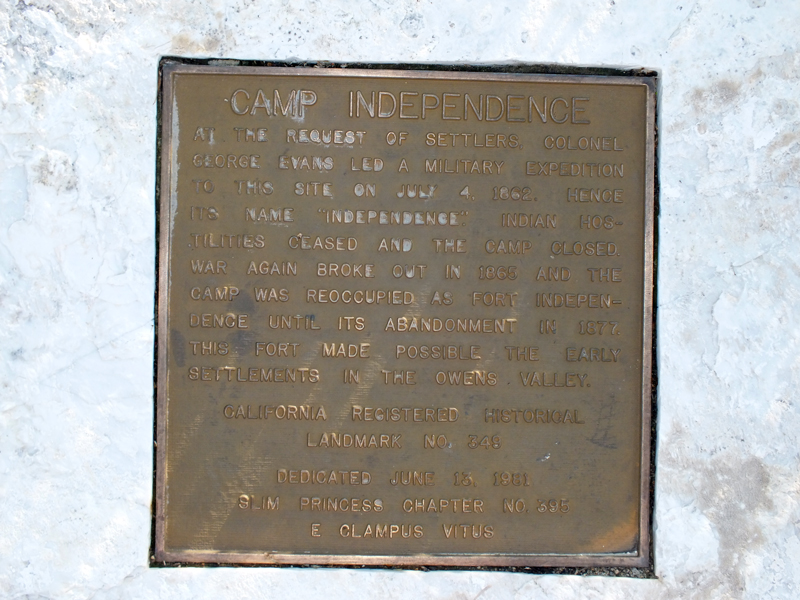 CAMP INDEPENDENCE
AT THE REQUEST OF SETTLERS, COLONEL
GEORGE EVANS LED A MILITARY EXPEDITION
TO THIS SITE ON JULY 4, 1862. HENCE
ITS NAME "INDEPENDENCE" INDIAN HOS-
TILITIES CEASED AND THE CAMP CLOSED.
WAR AGAIN BROKE OUT IN 1865 AND THE
CAMP WAS REOCCUPIED AS FORT INDEPEN-
DENCE UNTIL ITS ABANDONMENT IN 1877.
THIS FORT MADE POSSIBLE THE EARLY
SETTLEMENTS IN THE OWENS VALLEY.
CALIFORNIA REGISTERED HISTORICAL
LANDMARK NO. 349
DEDICATED JUNE 13, 1981
SLIM PRINCESS CHAPTER NO. 395
E CLAMPUS VITUS